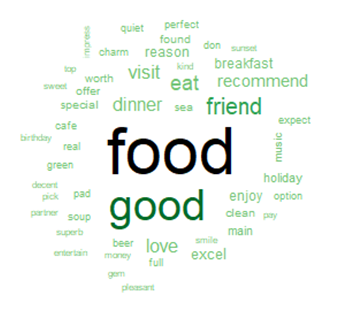 quiet perfect
impress found don sunset
charm reason
top visit kind breakfast
sweet worth eat recommend
offer
special dinner sea friend
cafe expect
birthday real food music
green holiday
decent
pick pad good enjoy option
partner soup clean pay
superb main
beer love smile
entertain money excel
full
gem
pleasant